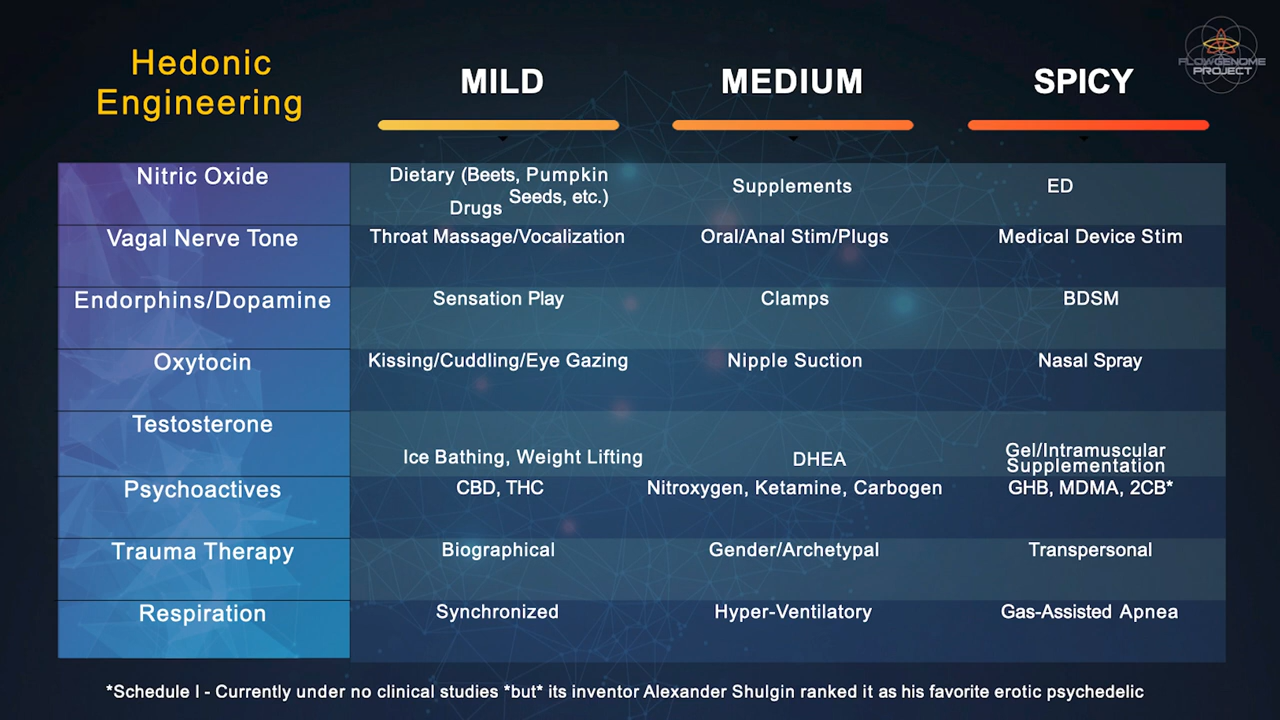 Hedonic
Engineering
MILD
MEDIUM
SPICY
FLOWGENOME
PROJECT
Nitric Oxide
Dietary (Beets, Pumpkin
Seeds, etc.)
Supplements
ED
Drugs
Vagal Nerve Tone
Throat Massage/Vocalization
Oral/Anal Stim/Plugs
Medical Device Stim
Endorphins/Dopamine
Sensation Play
Clamps
BDSM
Oxytocin
Kissing/Cuddling/Eye Gazing
Nipple Suction
Nasal Spray
Testosterone
Ice Bathing, Weight Lifting
DHEA
Gel/Intramuscular
Supplementation
Psychoactives
CBD, THC
Nitroxygen, Ketamine, Carbogen
GHB, MDMA, 2CB*
Trauma Therapy
Biographical
Gender/Archetypal
Transpersonal
Respiration
Synchronized
Hyper-Ventilatory
Gas-Assisted Apnea
*Schedule I - Currently under no clinical studies *but* its inventor Alexander Shulgin ranked it as his favorite erotic psychedelic